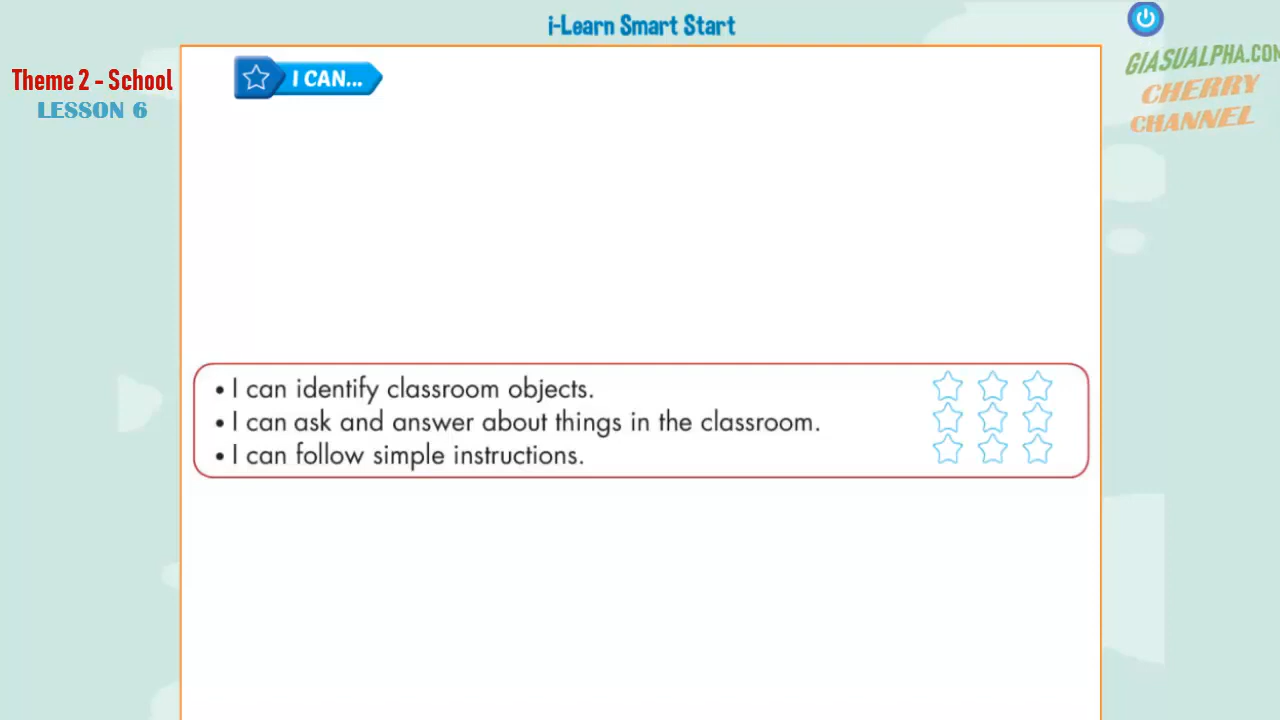 i-Learn Smart Start
Theme 2 - School
LESSON 6
I CAN...
GIASUALPHA.COM
CHERRY
CHANNEL
• I can identify classroom objects.
• I can ask and answer about things in the classroom.
• I can follow simple instructions.